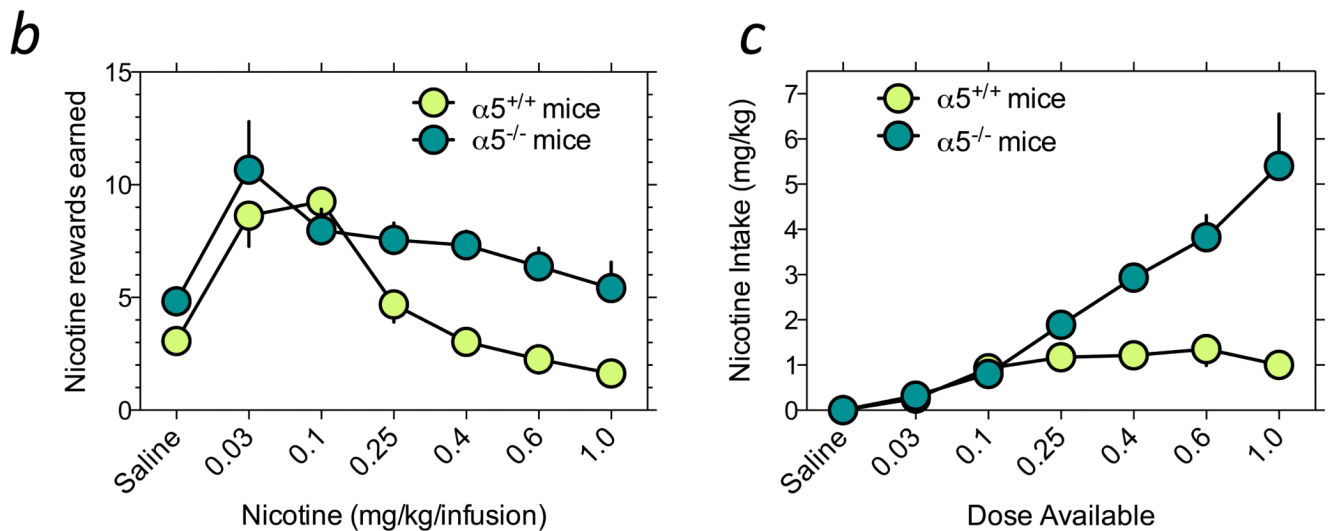 b
15
10
5
0
Nicotine rewards earned
α5+/+ mice
α5-/- mice
Saline
0.03
0.1
0.25
0.4
0.6
1.0
Nicotine (mg/kg/infusion)
c
7
6
5
4
3
2
1
0
Nicotine Intake (mg/kg)
α5+/+ mice
α5-/- mice
Saline
0.03
0.1
0.25
0.4
0.6
1.0
Dose Available